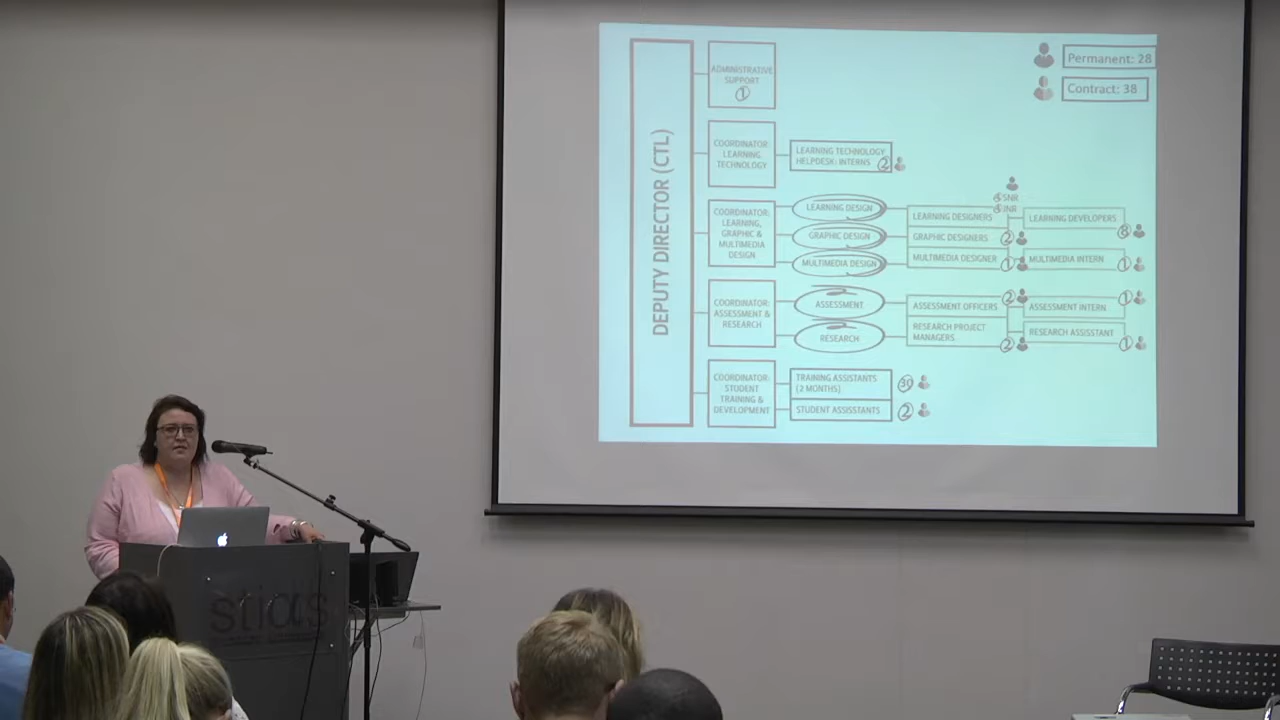 DEPUTY DIRECTOR (CTL)
Permanent: 28
Contract: 38
ADMINISTRATIVE
SUPPORT
1
COORDINATOR:
LEARNING
TECHNOLOGY
LEARNING TECHNOLOGY
HELPDESK: INTERNS 2
COORDINATOR:
LEARNING,
GRAPHIC &
MULTIMEDIA
DESIGN
LEARNING DESIGN
GRAPHIC DESIGN
MULTIMEDIA DESIGN
SNR
JNR
LEARNING DESIGNERS
GRAPHIC DESIGNERS 2
MULTIMEDIA DESIGNER 1
LEARNING DEVELOPERS
8
MULTIMEDIA INTERN 1
COORDINATOR:
ASSESSMENT &
RESEARCH
ASSESSMENT
RESEARCH
ASSESSMENT OFFICERS 2
RESEARCH PROJECT
MANAGERS 2
ASSESSMENT INTERN 1
RESEARCH ASSISSTANT 1
COORDINATOR:
STUDENT
TRAINING &
DEVELOPMENT
TRAINING ASSISTANTS 30
(2 MONTHS)
STUDENT ASSISSTANTS 2
stias